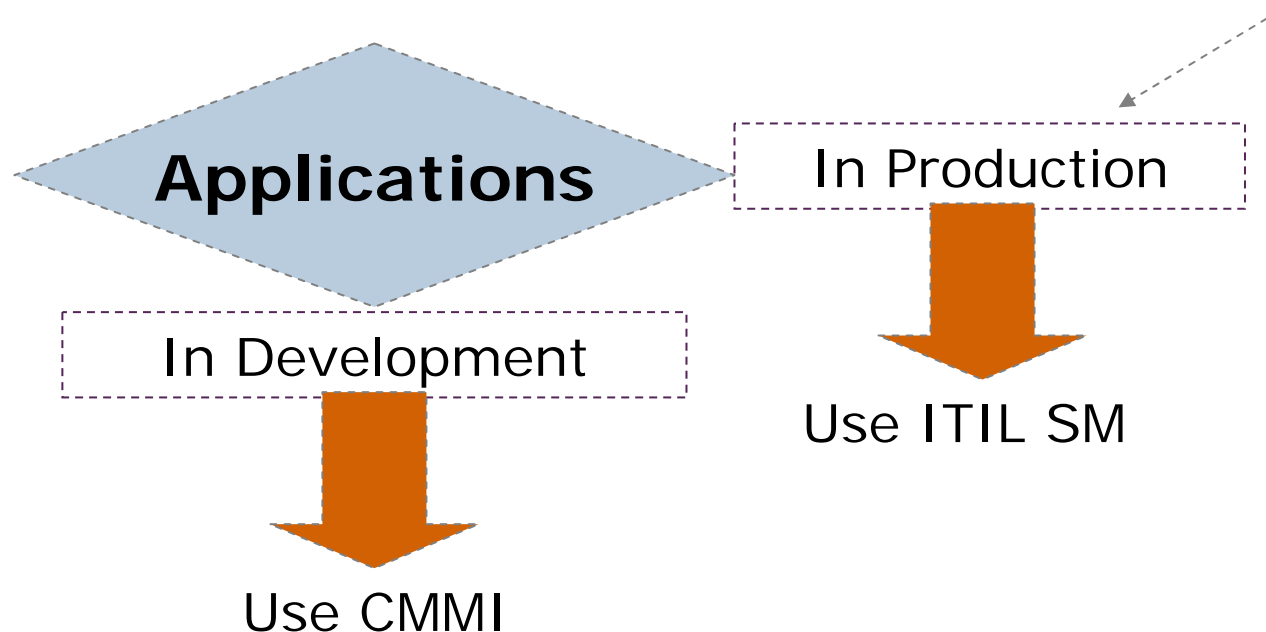 Applications
In Production
In Development
Use ITIL SM
Use CMMI